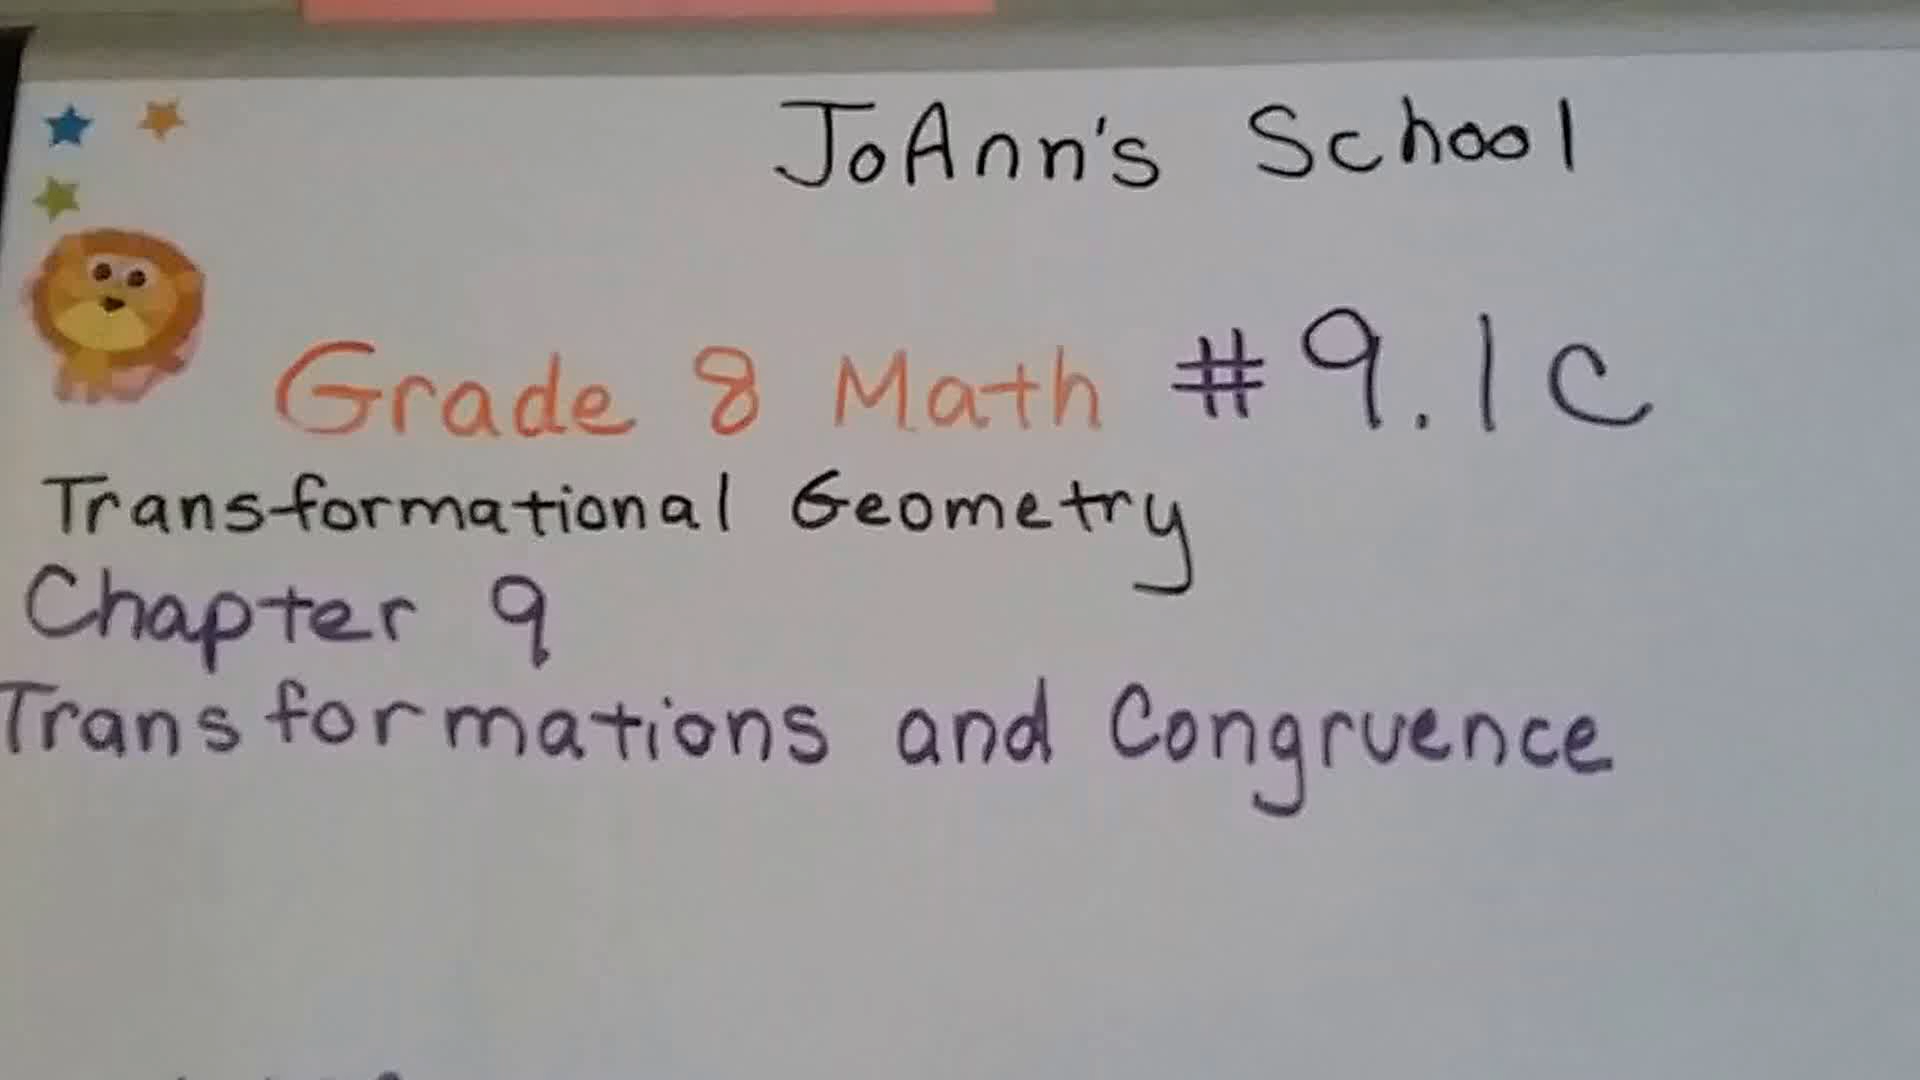 JoAnn's School
Grade 8 Math #9.1c
Transformational Geometry
Chapter 9
Transformations and Congruence